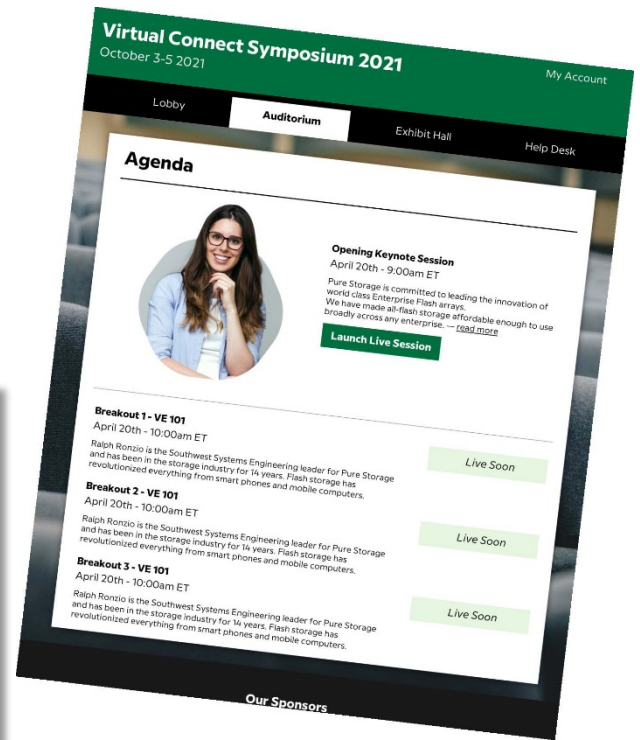 Virtual Connect Symposium 2021
October 3-5 2021
My Account
Lobby
Auditorium
Exhibit Hall
Help Desk
Agenda
Opening Keynote Session
April 20th - 9:00am ET
Pure Storage is committed to leading the innovation of
world class Enterprise Flash arrays.
We have made all-flash storage affordable enough to use
broadly across any enterprise. — read more
Launch Live Session
Breakout 1 - VE 101
April 20th - 10:00am ET
Ralph Ronzio is the Southwest Systems Engineering leader for Pure Storage
and has been in the storage industry for 14 years. Flash storage has
revolutionized everything from smart phones and mobile computers.
Live Soon
Breakout 2 - VE 101
April 20th - 10:00am ET
Ralph Ronzio is the Southwest Systems Engineering leader for Pure Storage
and has been in the storage industry for 14 years. Flash storage has
revolutionized everything from smart phones and mobile computers.
Live Soon
Breakout 3 - VE 101
April 20th - 10:00am ET
Ralph Ronzio is the Southwest Systems Engineering leader for Pure Storage
and has been in the storage industry for 14 years. Flash storage has
revolutionized everything from smart phones and mobile computers.
Live Soon
Our Sponsors